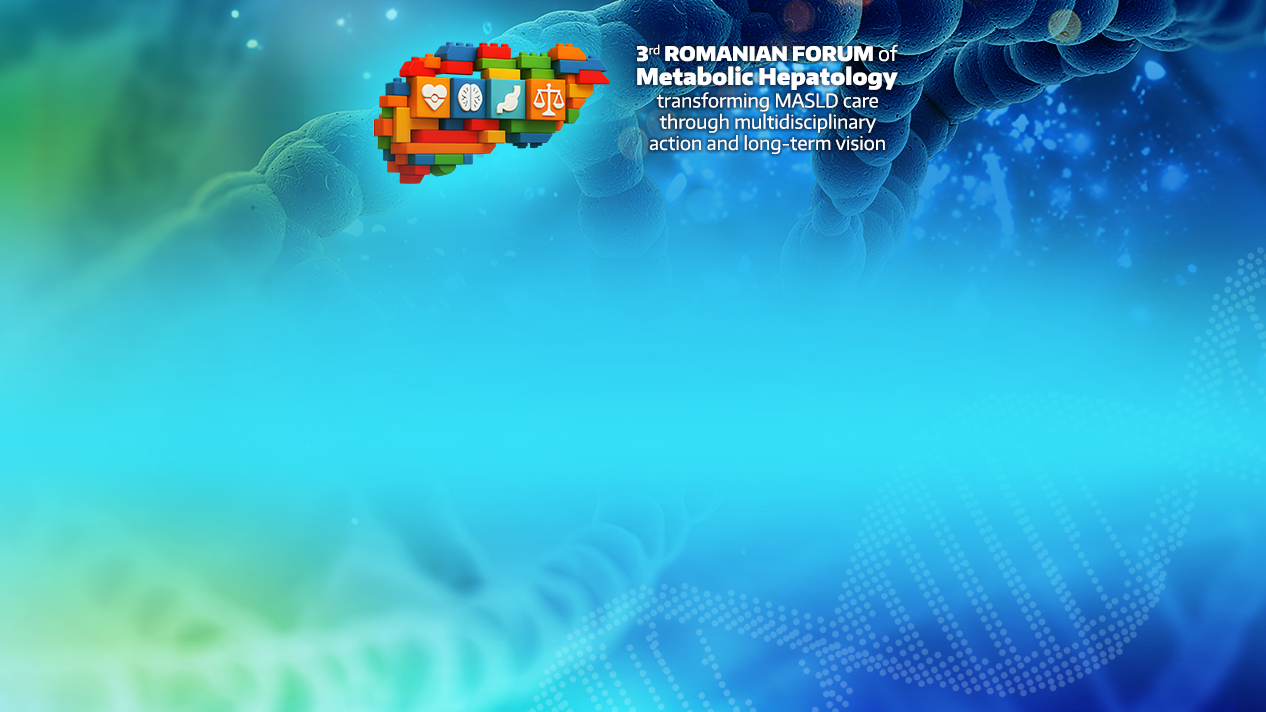 3rd ROMANIAN FORUM of
Metabolic Hepatology
transforming MASLD care
through multidisciplinary
action and long-term vision